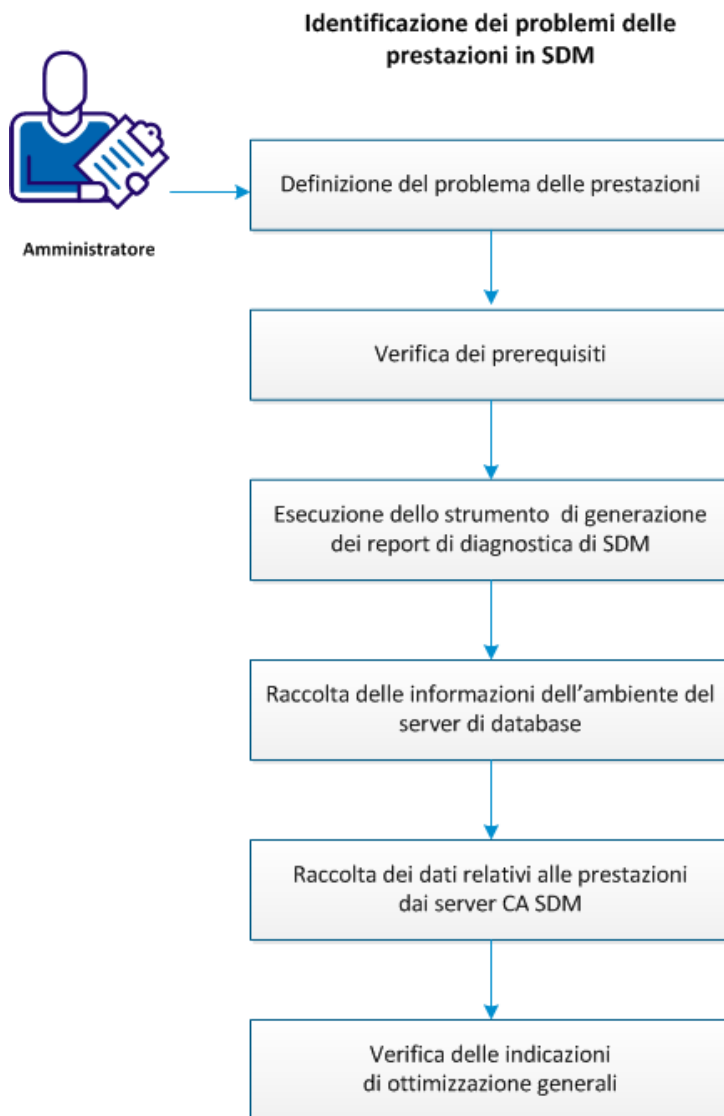 Identificazione dei problemi delle
prestazioni in SDM
Amministratore
Definizione del problema delle prestazioni
Verifica dei prerequisiti
Esecuzione dello strumento  di generazione
dei report di diagnostica di SDM
Raccolta delle informazioni dell’ambiente del
server di database
Raccolta dei dati relativi alle prestazioni
dai server CA SDM
Verifica delle indicazioni
di ottimizzazione generali